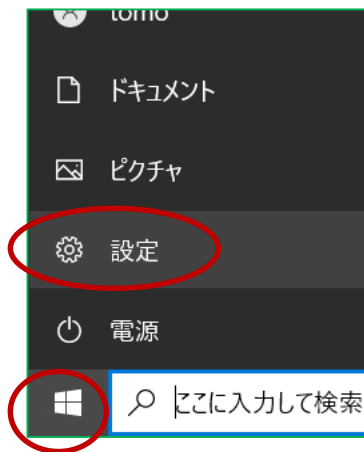 tomo
ドキュメント
ピクチャ
設定
電源
ここに入力して検索